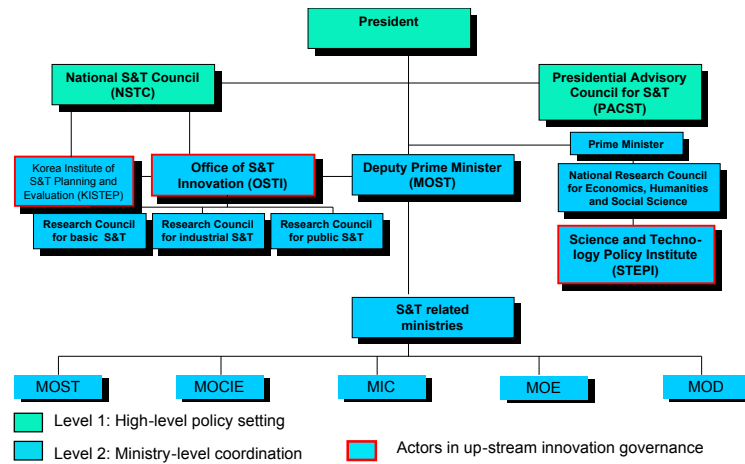 President
National S&T Council
(NSTC)
Presidential Advisory
Council for S&T
(PACST)
Prime Minister
Korea Institute of
S&T Planning and
Evaluation (KISTEP)
Office of S&T
Innovation (OSTI)
Deputy Prime Minister
(MOST)
National Research Council
for Economics, Humanities
and Social Science
Research Council
for basic S&T
Research Council
for industrial S&T
Research Council
for public S&T
Science and Techno-
logy Policy Institute
(STEPI)
S&T related
ministries
MOST
MOCIE
MIC
MOE
MOD
Level 1: High-level policy setting
Level 2: Ministry-level coordination
Actors in up-stream innovation governance